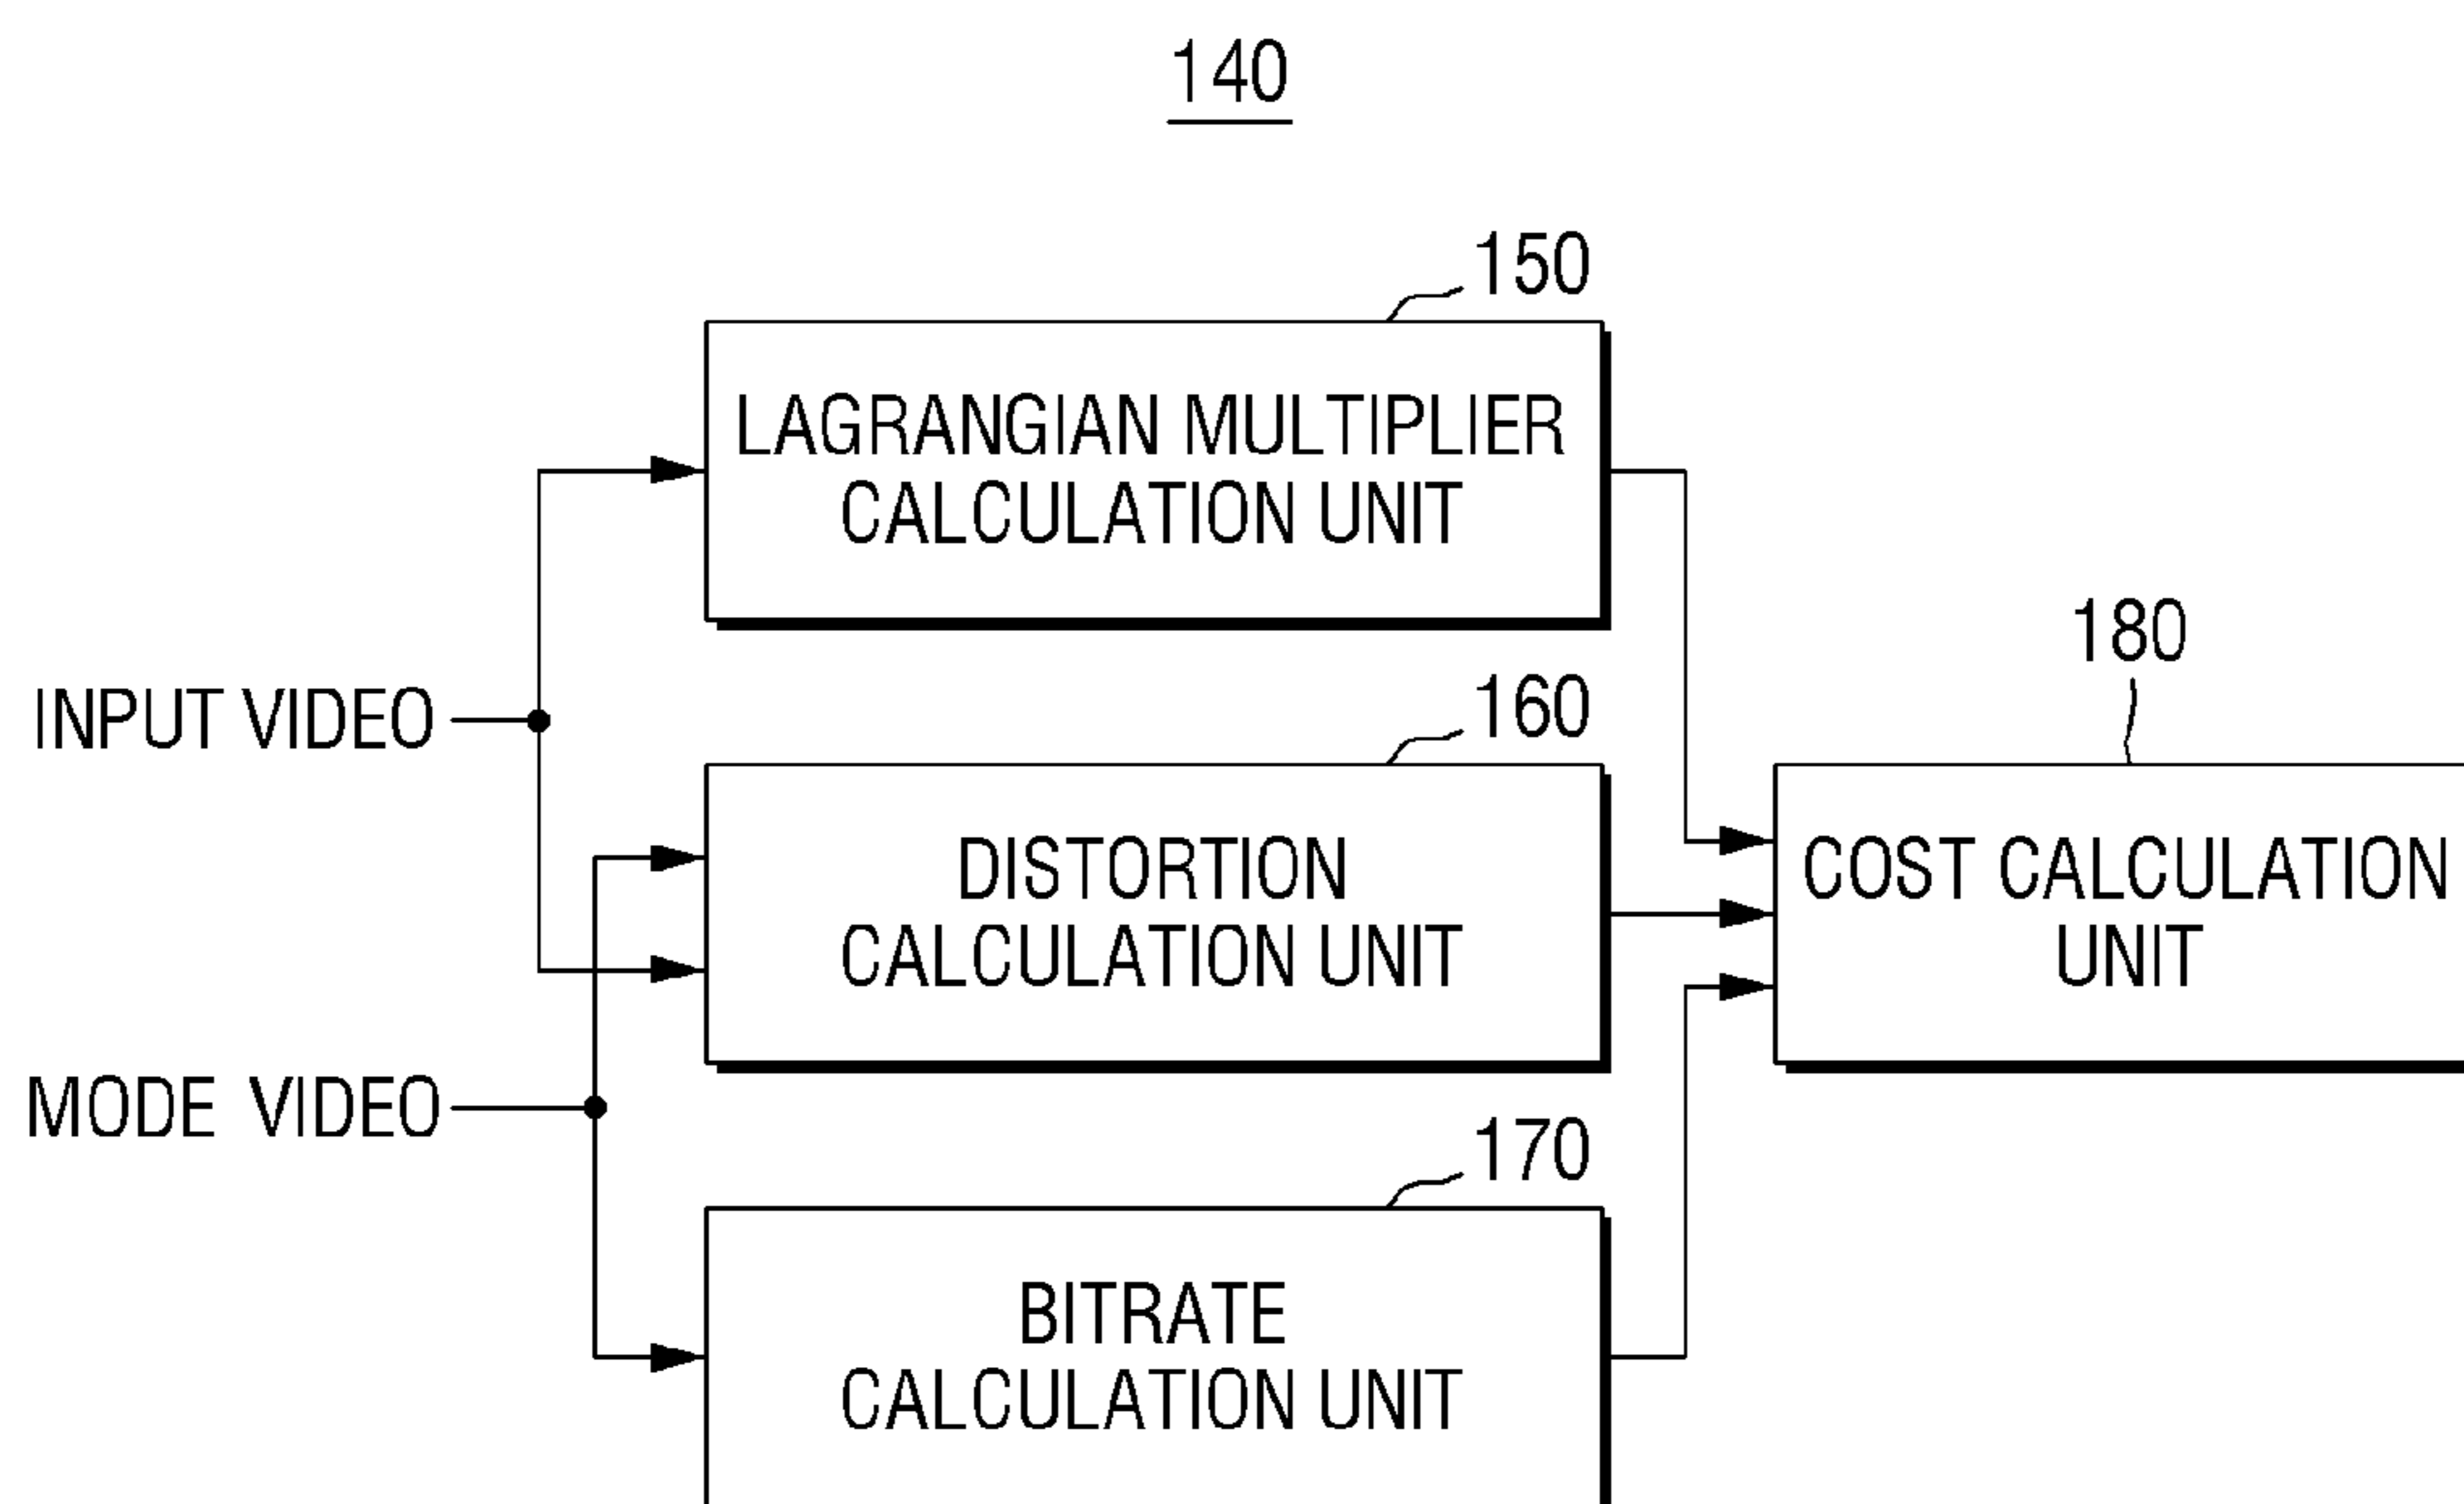 140
150
LAGRANGIAN MULTIPLIER
CALCULATION UNIT
INPUT VIDEO
160
DISTORTION
CALCULATION UNIT
180
COST CALCULATION
UNIT
MODE VIDEO
170
BITRATE
CALCULATION UNIT